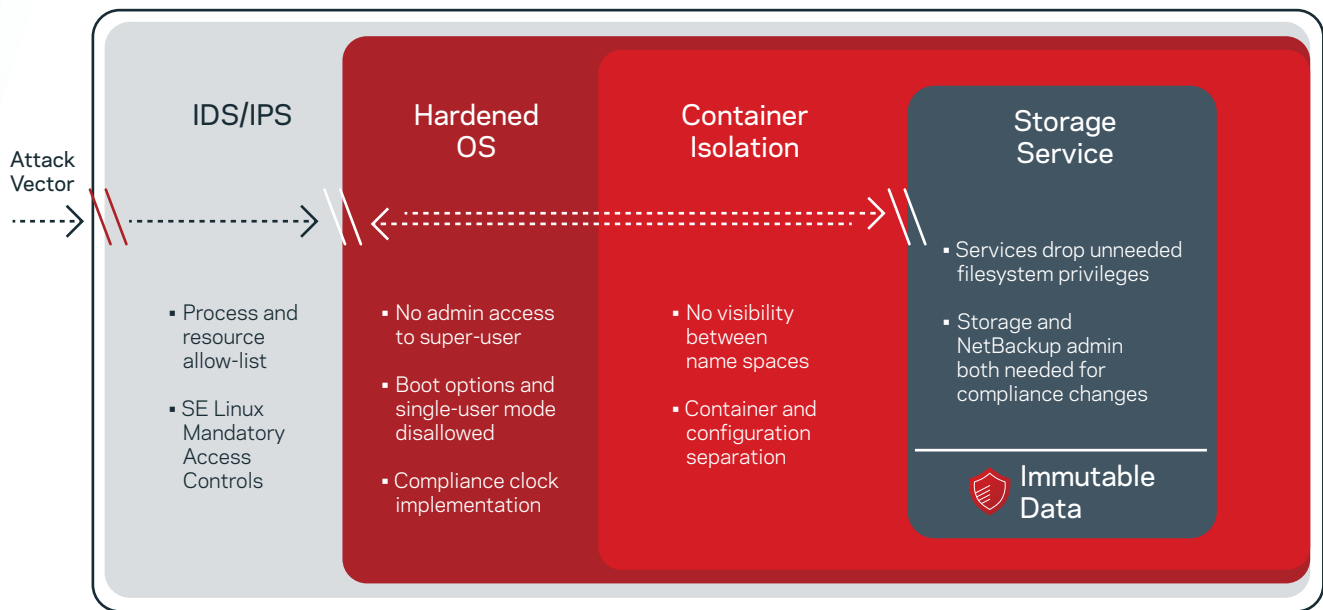 Attack
Vector
IDS/IPS
▪ Process and
resource
allow-list
▪ SE Linux
Mandatory
Access
Controls
Hardened
OS
▪ No admin access
to super-user
▪ Boot options and
single-user mode
disallowed
▪ Compliance clock
implementation
Container
Isolation
▪ No visibility
between
name spaces
▪ Container and
configuration
separation
Storage
Service
▪ Services drop unneeded
filesystem privileges
▪ Storage and
NetBackup admin
both needed for
compliance changes
Immutable
Data